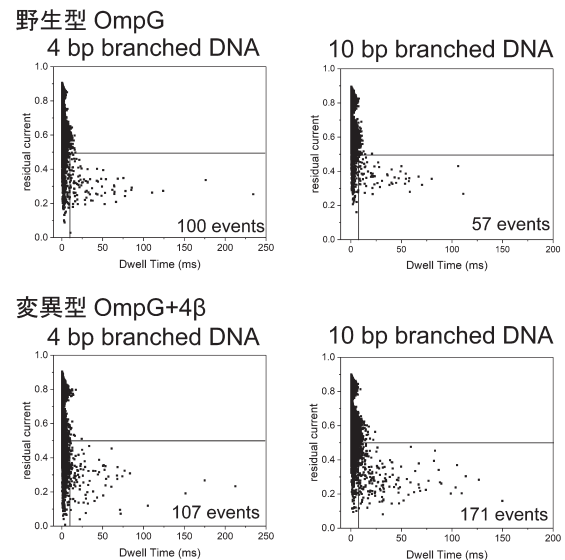 野生型 OmpG
4 bp branched DNA
10 bp branched DNA
1.0
0.8
0.6
0.4
0.2
0.0
residual current
100 events
0 50 100 150 200 250
Dwell Time (ms)
1.0
0.8
0.6
0.4
0.2
0.0
residual current
57 events
0 50 100 150 200
Dwell Time (ms)
変異型 OmpG+4β
4 bp branched DNA
10 bp branched DNA
1.0
0.8
0.6
0.4
0.2
0.0
residual current
107 events
0 50 100 150 200 250
Dwell Time (ms)
1.0
0.8
0.6
0.4
0.2
0.0
residual current
171 events
0 50 100 150 200
Dwell Time (ms)